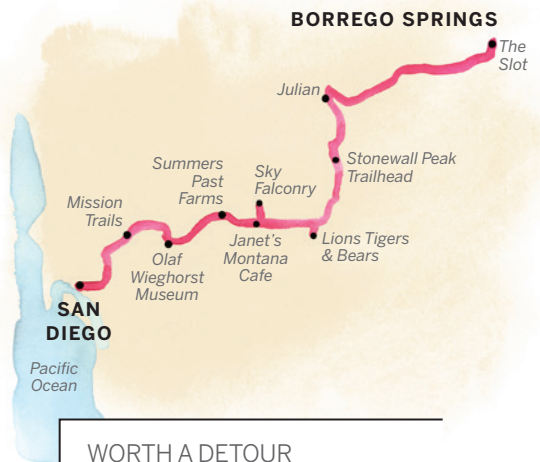 BORREGO SPRINGS
The
Slot
Julian
Stonewall Peak
Trailhead
Summers
Past
Farms
Sky
Falconry
Mission
Trails
Olaf
Wieghorst
Museum
Janet's
Montana
Cafe
Lions Tigers
& Bears
SAN
DIEGO
Pacific
Ocean
WORTH A DETOUR